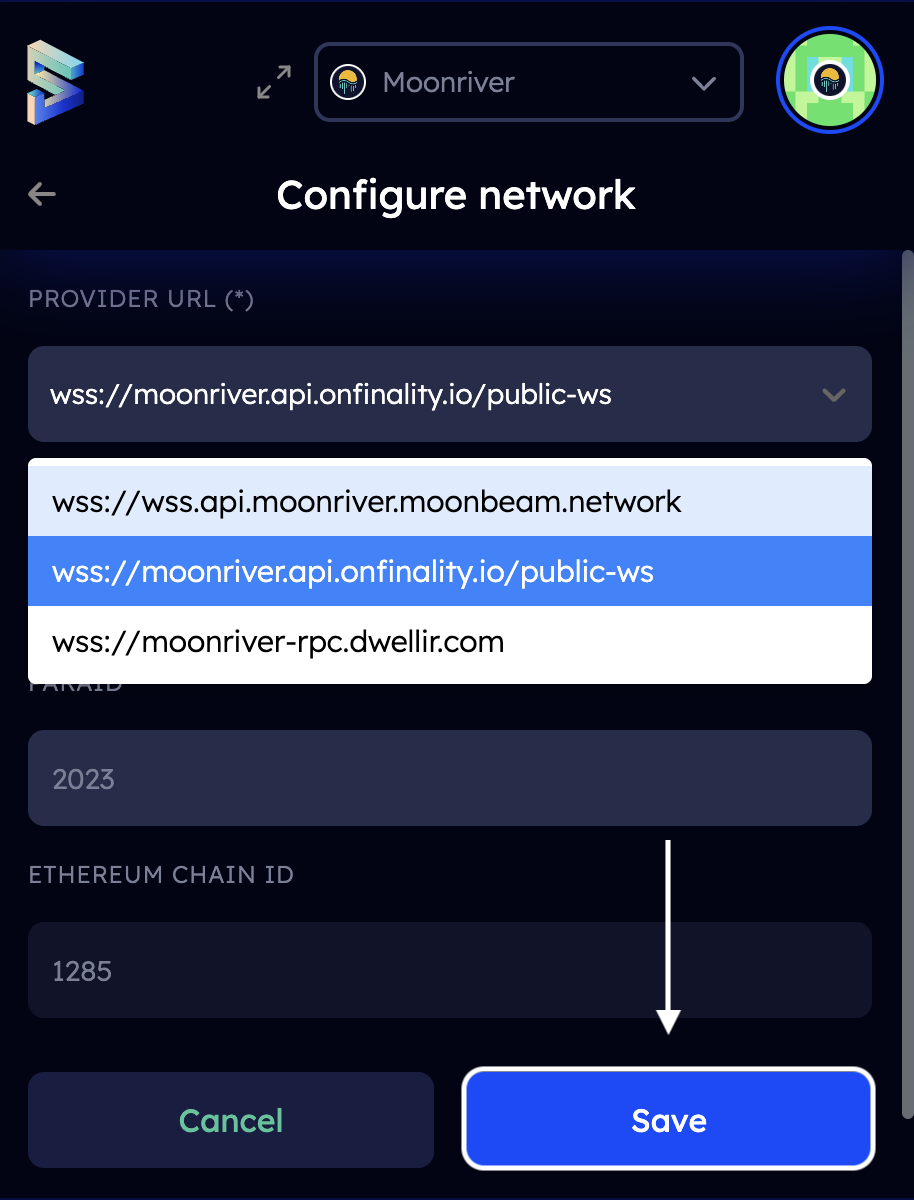 Moonriver
Configure network
PROVIDER URL (*)
wss://moonriver.api.onfinality.io/public-ws
wss://wss.api.moonriver.moonbeam.network
wss://moonriver.api.onfinality.io/public-ws
wss://moonriver-rpc.dwellir.com
PARAID
2023
ETHEREUM CHAIN ID
1285
Cancel
Save